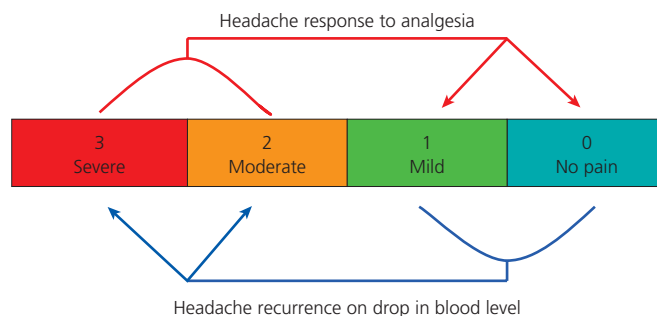 Headache response to analgesia
3 2 1 0
Severe Moderate Mild No pain
Headache recurrence on drop in blood level